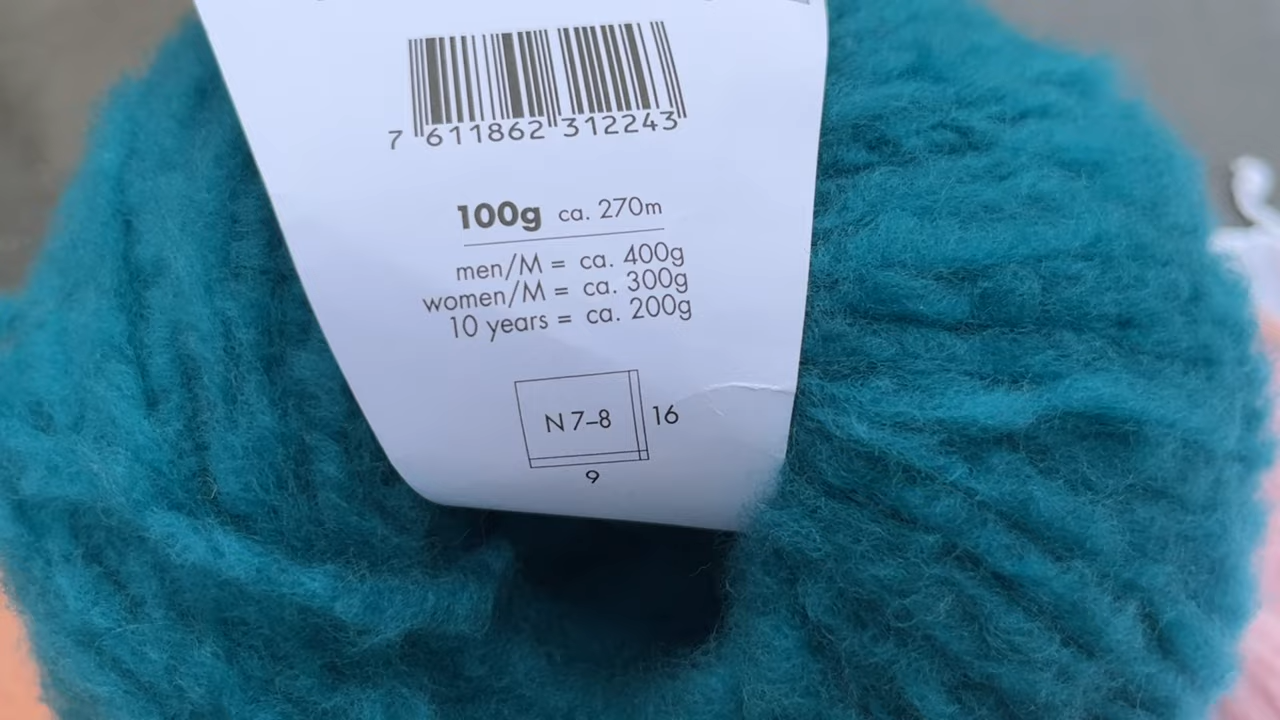 7 611862 312243
100g ca. 270m
men/M = ca. 400g
women/M = ca. 300g
10 years = ca. 200g
N 7–8 16
9